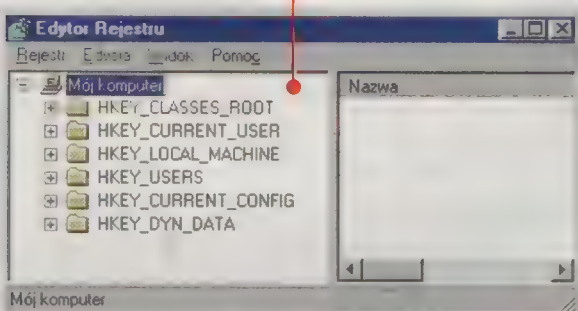 Edytor Rejestru
Rejestr Edycja Widok Pomoc
Mój komputer
Nazwa
HKEY_CLASSES_ROOT
HKEY_CURRENT_USER
HKEY_LOCAL_MACHINE
HKEY_USERS
HKEY_CURRENT_CONFIG
HKEY_DYN_DATA
Mój komputer